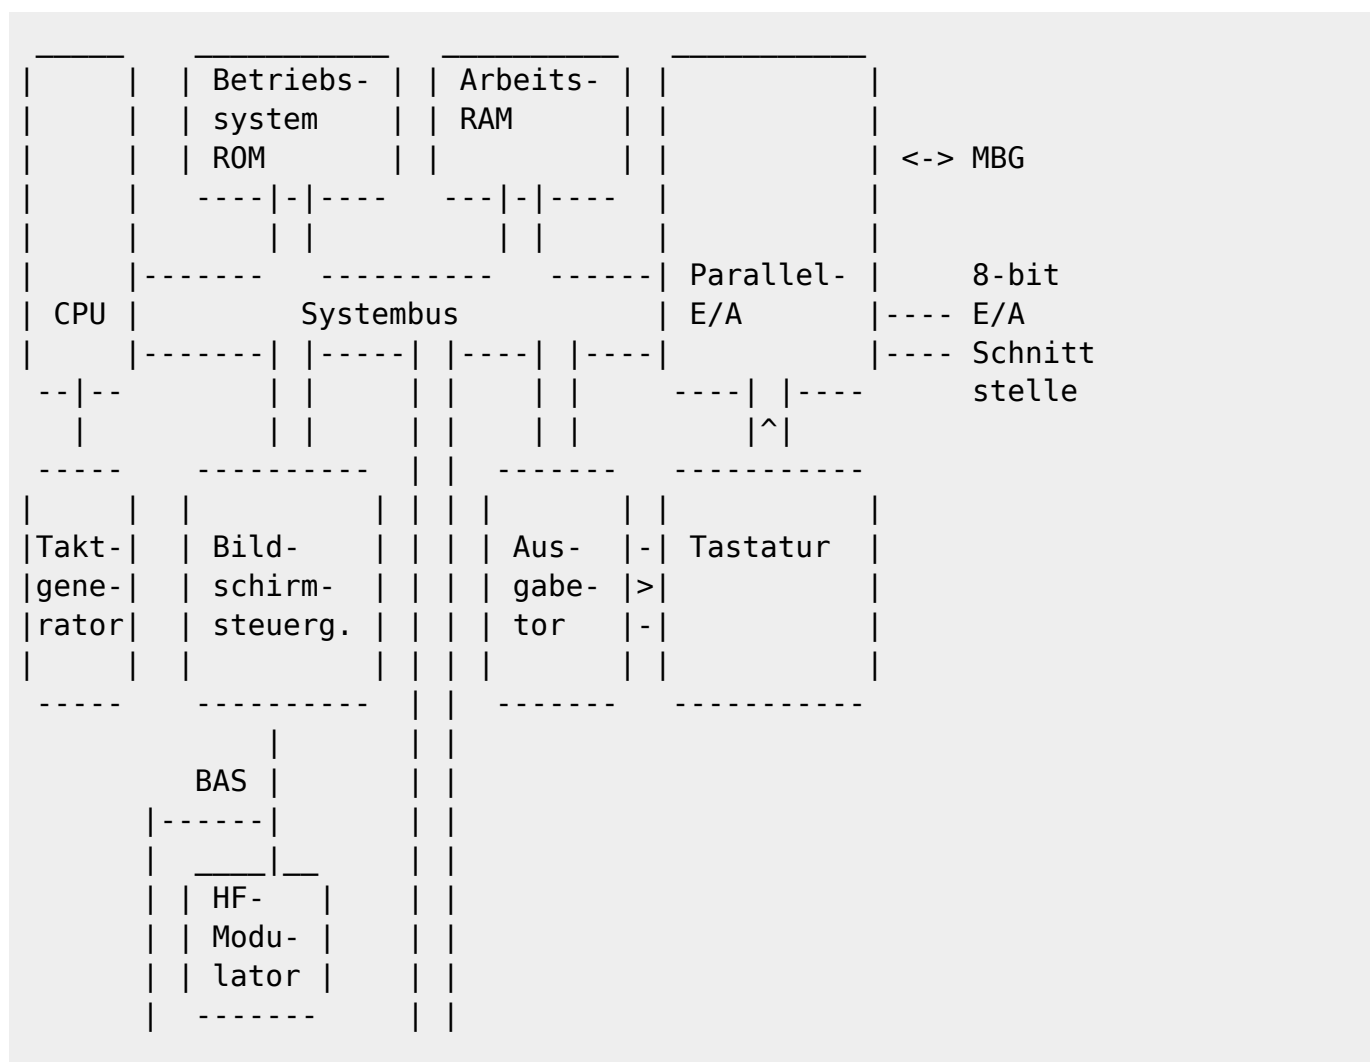 Betriebs- Arbeits-
system RAM
ROM <-> MBG
Parallel- 8-bit
CPU Systembus E/A E/A
Schnitt
stelle
Takt- Bild- Aus- Tastatur
gene- schirm- gabe-
rator steuerg. tor
BAS
HF-
Modu-
lator